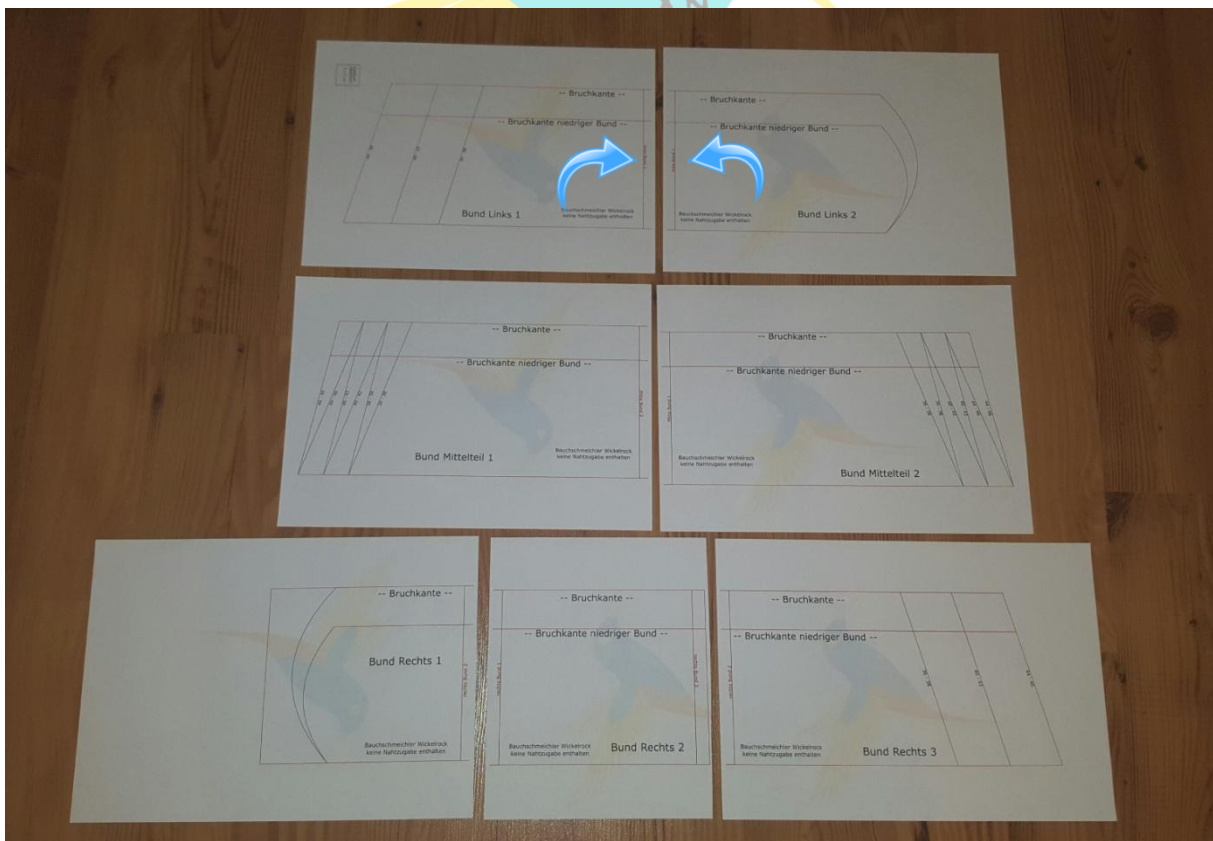 -- Bruchkante --
-- Bruchkante niedriger Bund --
Bund Links 1
Bauchschmeichler Wickelrock
keine Nahtzugabe enthalten
-- Bruchkante --
-- Bruchkante niedriger Bund --
Bauchschmeichler Wickelrock
keine Nahtzugabe enthalten
Bund Links 2
-- Bruchkante --
-- Bruchkante niedriger Bund --
Bund Mittelteil 1
Bauchschmeichler Wickelrock
keine Nahtzugabe enthalten
-- Bruchkante --
-- Bruchkante niedriger Bund --
Bauchschmeichler Wickelrock
keine Nahtzugabe enthalten
Bund Mittelteil 2
-- Bruchkante --
Bund Rechts 1
Bauchschmeichler Wickelrock
keine Nahtzugabe enthalten
-- Bruchkante --
-- Bruchkante niedriger Bund --
Bauchschmeichler Wickelrock
keine Nahtzugabe enthalten
Bund Rechts 2
-- Bruchkante --
-- Bruchkante niedriger Bund --
Bauchschmeichler Wickelrock
keine Nahtzugabe enthalten
Bund Rechts 3